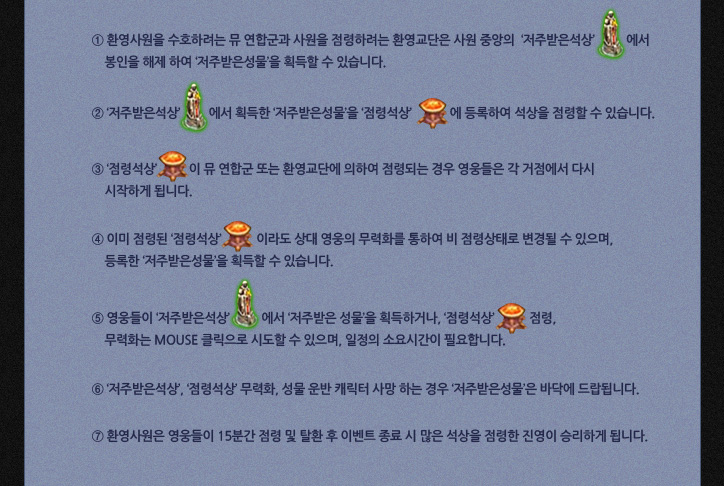 ① 환영사원을 수호하려는 뮤 연합군과 사원을 점령하려는 환영교단은 사원 중앙의 '저주받은석상' 에서
봉인을 해제 하여 '저주받은성물'을 획득할 수 있습니다.
② '저주받은석상' 에서 획득한 '저주받은성물'을 '점령석상' 에 등록하여 석상을 점령할 수 있습니다.
③ '점령석상' 이 뮤 연합군 또는 환영교단에 의하여 점령되는 경우 영웅들은 각 거점에서 다시
시작하게 됩니다.
④ 이미 점령된 '점령석상' 이라도 상대 영웅의 무력화를 통하여 비 점령상태로 변경될 수 있으며,
등록한 '저주받은성물'을 획득할 수 있습니다.
⑤ 영웅들이 '저주받은석상' 에서 '저주받은 성물'을 획득하거나, '점령석상' 점령,
무력화는 MOUSE 클릭으로 시도할 수 있으며, 일정의 소요시간이 필요합니다.
⑥ '저주받은석상', '점령석상' 무력화, 성물 운반 캐릭터 사망 하는 경우 '저주받은성물'은 바닥에 드랍됩니다.
⑦ 환영사원은 영웅들이 15분간 점령 및 탈환 후 이벤트 종료 시 많은 석상을 점령한 진영이 승리하게 됩니다.